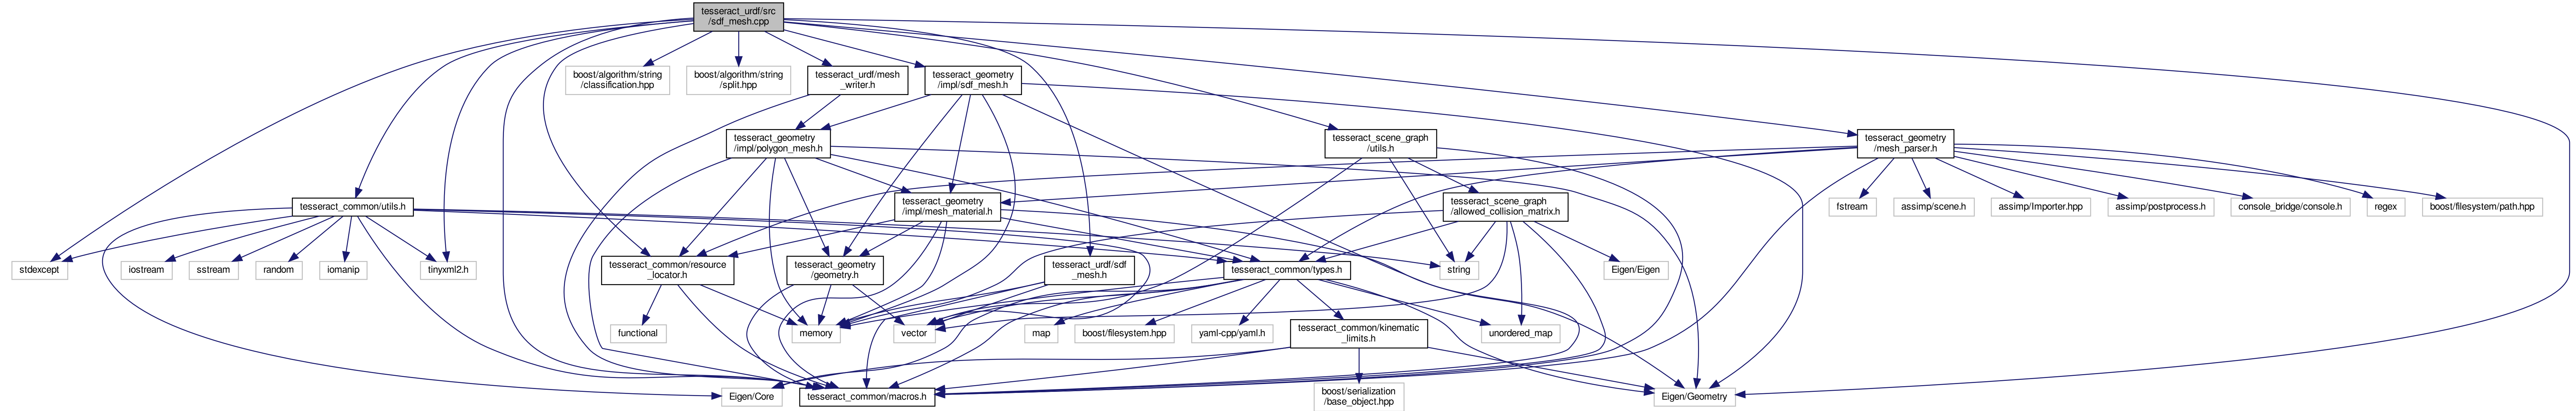 tesseract_urdf/src
/sdf_mesh.cpp
boost/algorithm/string
/classification.hpp
boost/algorithm/string
/split.hpp
tesseract_urdf/mesh
_writer.h
tesseract_geometry
/impl/sdf_mesh.h
tesseract_geometry
/impl/polygon_mesh.h
tesseract_scene_graph
/utils.h
tesseract_geometry
/mesh_parser.h
tesseract_common/utils.h
tesseract_geometry
/impl/mesh_material.h
tesseract_scene_graph
/allowed_collision_matrix.h
fstream
assimp/scene.h
assimp/Importer.hpp
assimp/postprocess.h
console_bridge/console.h
regex
boost/filesystem/path.hpp
stdexcept
iostream
sstream
random
iomanip
tinyxml2.h
tesseract_common/resource
_locator.h
tesseract_geometry
/geometry.h
tesseract_urdf/sdf
_mesh.h
tesseract_common/types.h
string
Eigen/Eigen
functional
memory
vector
map
boost/filesystem.hpp
yaml-cpp/yaml.h
tesseract_common/kinematic
_limits.h
unordered_map
Eigen/Core
tesseract_common/macros.h
boost/serialization
/base_object.hpp
Eigen/Geometry